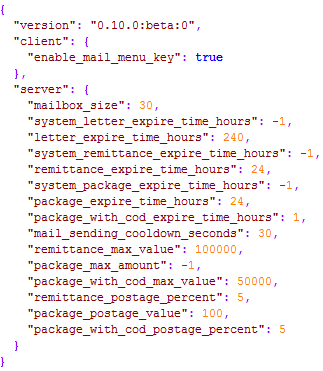 {
  "version": "0.10.0:beta:0",
  "client": {
    "enable_mail_menu_key": true
  },
  "server": {
    "mailbox_size": 30,
    "system_letter_expire_time_hours": -1,
    "letter_expire_time_hours": 240,
    "system_remittance_expire_time_hours": -1,
    "remittance_expire_time_hours": 24,
    "system_package_expire_time_hours": -1,
    "package_expire_time_hours": 24,
    "package_with_cod_expire_time_hours": 1,
    "mail_sending_cooldown_seconds": 30,
    "remittance_max_value": 100000,
    "package_max_amount": -1,
    "package_with_cod_max_value": 50000,
    "remittance_postage_percent": 5,
    "package_postage_value": 100,
    "package_with_cod_postage_percent": 5
  }
}